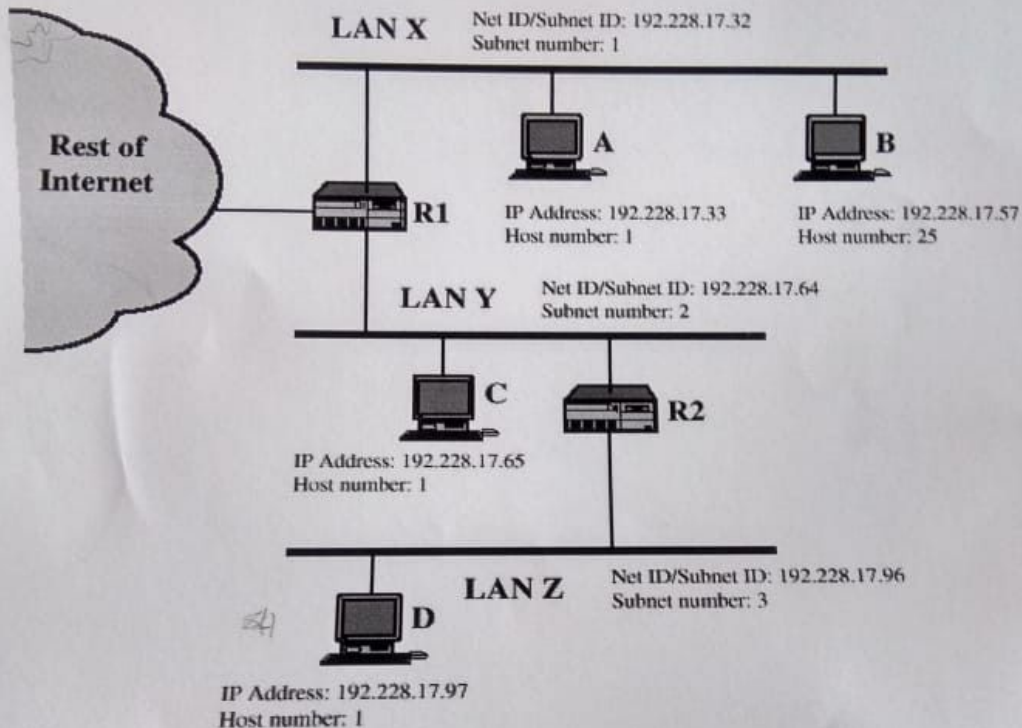 LAN X
Net ID/Subnet ID: 192.228.17.32
Subnet number: 1
Rest of
Internet
R1
A
IP Address: 192.228.17.33
Host number: 1
B
IP Address: 192.228.17.57
Host number: 25
LAN Y
Net ID/Subnet ID: 192.228.17.64
Subnet number: 2
C
IP Address: 192.228.17.65
Host number: 1
R2
LAN Z
Net ID/Subnet ID: 192.228.17.96
Subnet number: 3
D
IP Address: 192.228.17.97
Host number: 1